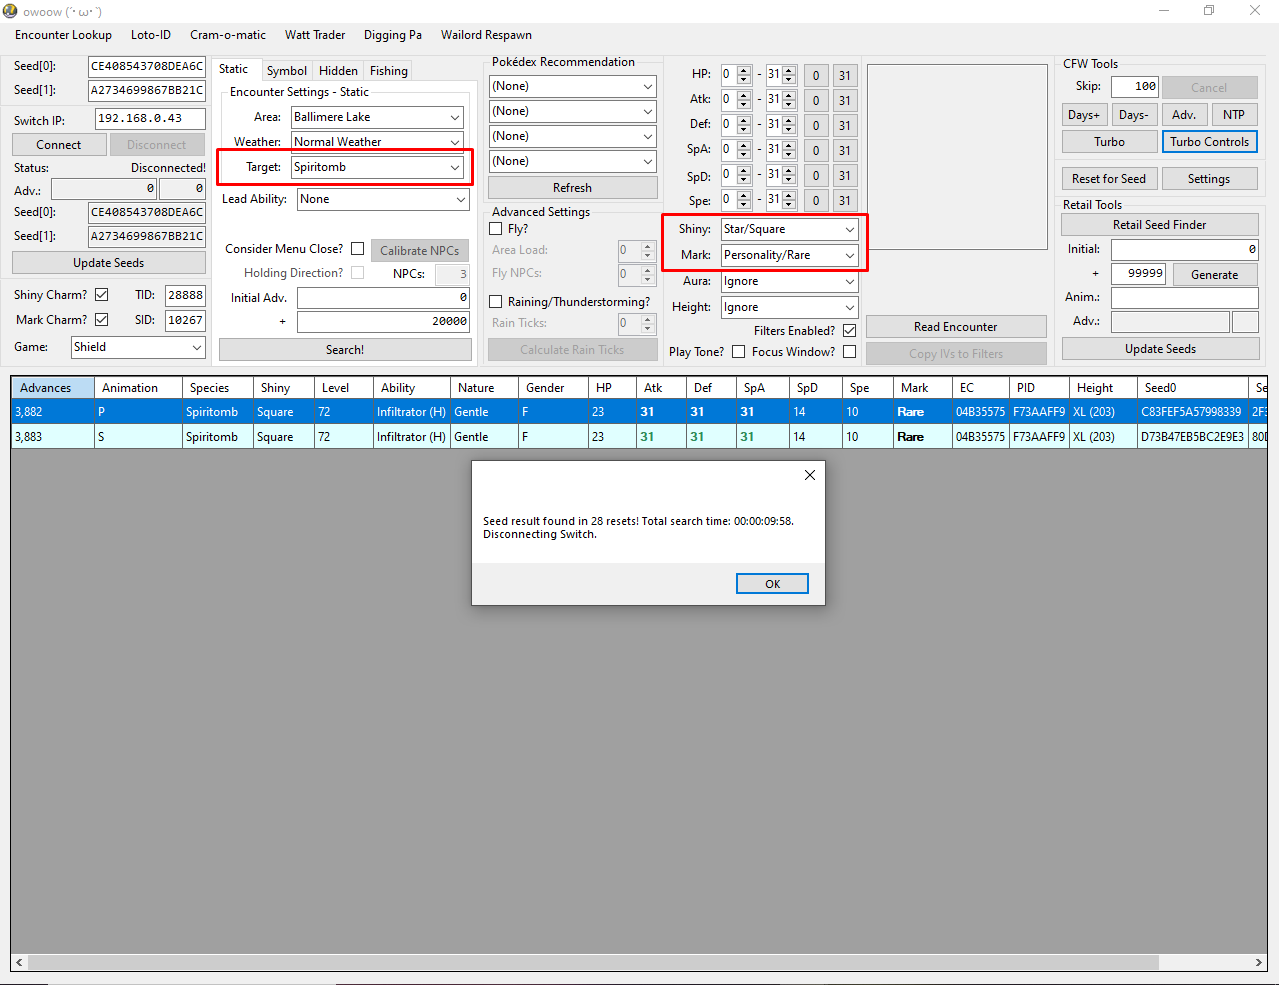 owoow (´･ω･`)
Encounter Lookup Loto-ID Cram-o-matic Watt Trader Digging Pa Wailord Respawn
Seed[0]: CE408543708DEA6C
Seed[1]: A2734699867BB21C
Switch IP: 192.168.0.43
Connect Disconnect
Status: Disconnected!
Adv.: 0 0
Seed[0]: CE408543708DEA6C
Seed[1]: A2734699867BB21C
Update Seeds
Shiny Charm? TID: 28888
Mark Charm? SID: 10267
Game: Shield
Static Symbol Hidden Fishing
Encounter Settings - Static
Area: Ballimere Lake
Weather: Normal Weather
Target: Spiritomb
Lead Ability: None
Consider Menu Close? Calibrate NPCs
Holding Direction? NPCs: 3
Initial Adv. 0
+ 20000
Search!
Pokédex Recommendation
(None)
(None)
(None)
(None)
Refresh
Advanced Settings
Fly?
Area Load: 0
Fly NPCs: 0
Raining/Thunderstorming?
Rain Ticks: 0
Calculate Rain Ticks
HP: 0 - 31 0 31
Atk: 0 - 31 0 31
Def: 0 - 31 0 31
SpA: 0 - 31 0 31
SpD: 0 - 31 0 31
Spe: 0 - 31 0 31
Shiny: Star/Square
Mark: Personality/Rare
Aura: Ignore
Height: Ignore
Filters Enabled?
Play Tone? Focus Window?
Read Encounter
Copy IVs to Filters
CFW Tools
Skip: 100 Cancel
Days+ Days- Adv. NTP
Turbo Turbo Controls
Reset for Seed Settings
Retail Tools
Retail Seed Finder
Initial: 0
+ 99999 Generate
Anim.:
Adv.:
Update Seeds
Advances Animation Species Shiny Level Ability Nature Gender HP Atk Def SpA SpD Spe Mark EC PID Height Seed0 Se
3,882 P Spiritomb Square 72 Infiltrator (H) Gentle F 23 31 31 31 14 10 Rare 04B35575 F73AAFF9 XL (203) C83FEF5A57998339 2F3
3,883 S Spiritomb Square 72 Infiltrator (H) Gentle F 23 31 31 31 14 10 Rare 04B35575 F73AAFF9 XL (203) D73B47EB5BC2E9E3 80D
Seed result found in 28 resets! Total search time: 00:00:09:58.
Disconnecting Switch.
OK